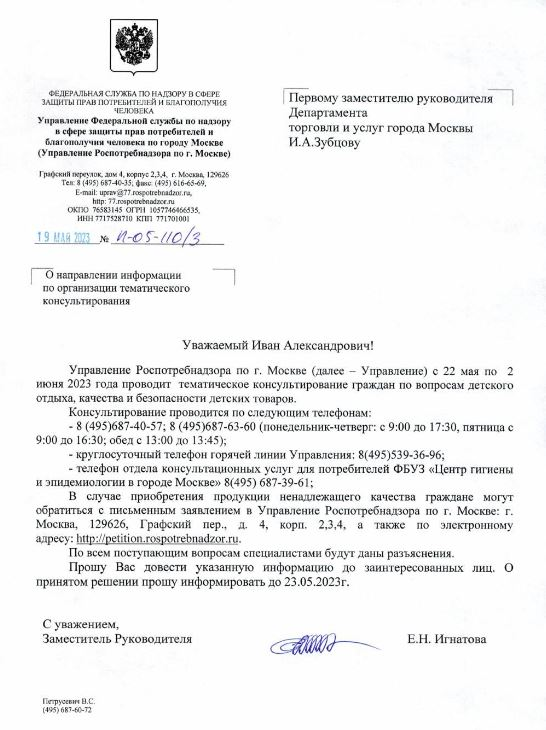 ФЕДЕРАЛЬНАЯ СЛУЖБА ПО НАДЗОРУ В СФЕРЕ
ЗАЩИТЫ ПРАВ ПОТРЕБИТЕЛЕЙ И БЛАГОПОЛУЧИЯ
ЧЕЛОВЕКА
Управление Федеральной службы по надзору
в сфере защиты прав потребителей и
благополучия человека по городу Москве
(Управление Роспотребнадзора по г. Москве)
Графский переулок, дом 4, корпус 2,3,4, г. Москва, 129626
Тел: 8 (495) 687-40-35; факс: (495) 616-65-69,
E-mail: uprav@77.rospotrebnadzor.ru,
http: 77.rospotrebnadzor.ru
ОКПО 76583145 ОГРН 1057746466535,
ИНН 7717528710 КПП 771701001
19 МАЯ 2023 № И-05-110/3
Первому заместителю руководителя
Департамента
торговли и услуг города Москвы
И.А.Зубцову
О направлении информации
по организации тематического
консультирования
Уважаемый Иван Александрович!
Управление Роспотребнадзора по г. Москве (далее – Управление) с 22 мая по 2
июня 2023 года проводит тематическое консультирование граждан по вопросам детского
отдыха, качества и безопасности детских товаров.
Консультирование проводится по следующим телефонам:
- 8 (495)687-40-57; 8 (495)687-63-60 (понедельник-четверг: с 9:00 до 17:30, пятница с
9:00 до 16:30; обед с 13:00 до 13:45);
- круглосуточный телефон горячей линии Управления: 8(495)539-36-96;
- телефон отдела консультационных услуг для потребителей ФБУЗ «Центр гигиены
и эпидемиологии в городе Москве» 8(495) 687-39-61;
В случае приобретения продукции ненадлежащего качества граждане могут
обратиться с письменным заявлением в Управление Роспотребнадзора по г. Москве: г.
Москва, 129626, Графский пер., д. 4, корп. 2,3,4, а также по электронному
адресу: http://petition.rospotrebnadzor.ru.
По всем поступающим вопросам специалистами будут даны разъяснения.
Прошу Вас довести указанную информацию до заинтересованных лиц. О
принятом решении прошу информировать до 23.05.2023г.
С уважением,
Заместитель Руководителя
Е.Н. Игнатова
Петрусевич В.С.
(495) 687-60-72